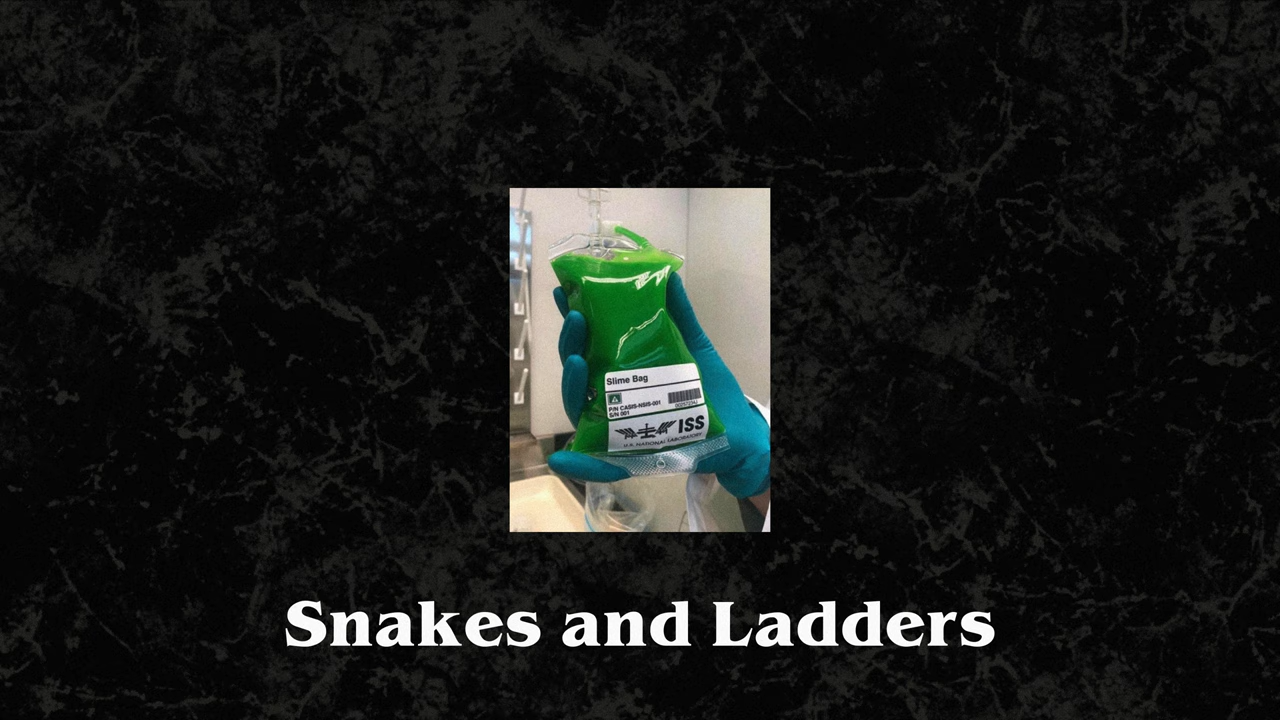 Slime Bag
P/N CASIS-NSIS-001
S/N 001
ISS
U.S. NATIONAL LABORATORY
Snakes and Ladders